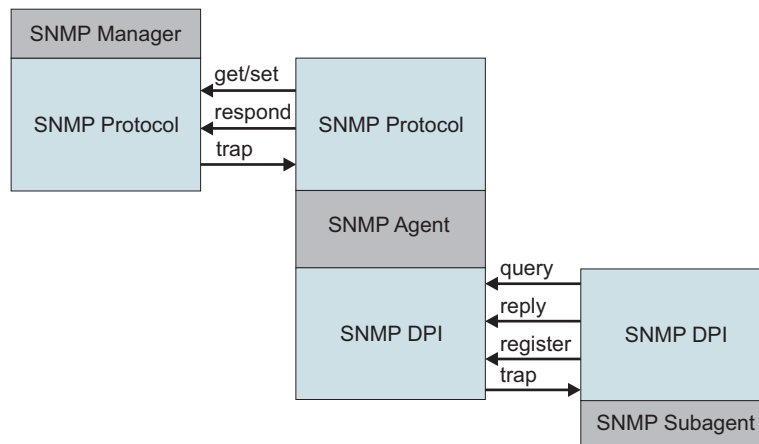 SNMP Manager
SNMP Protocol
get/set
respond
trap
SNMP Protocol
SNMP Agent
SNMP DPI
query
reply
register
trap
SNMP DPI
SNMP Subagent